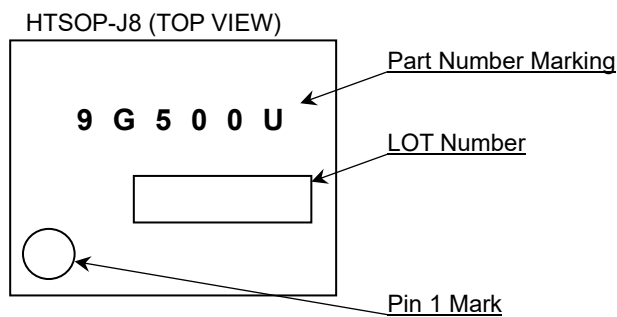 HTSOP-J8 (TOP VIEW)
Part Number Marking
9 G 5 0 0 U
LOT Number
Pin 1 Mark